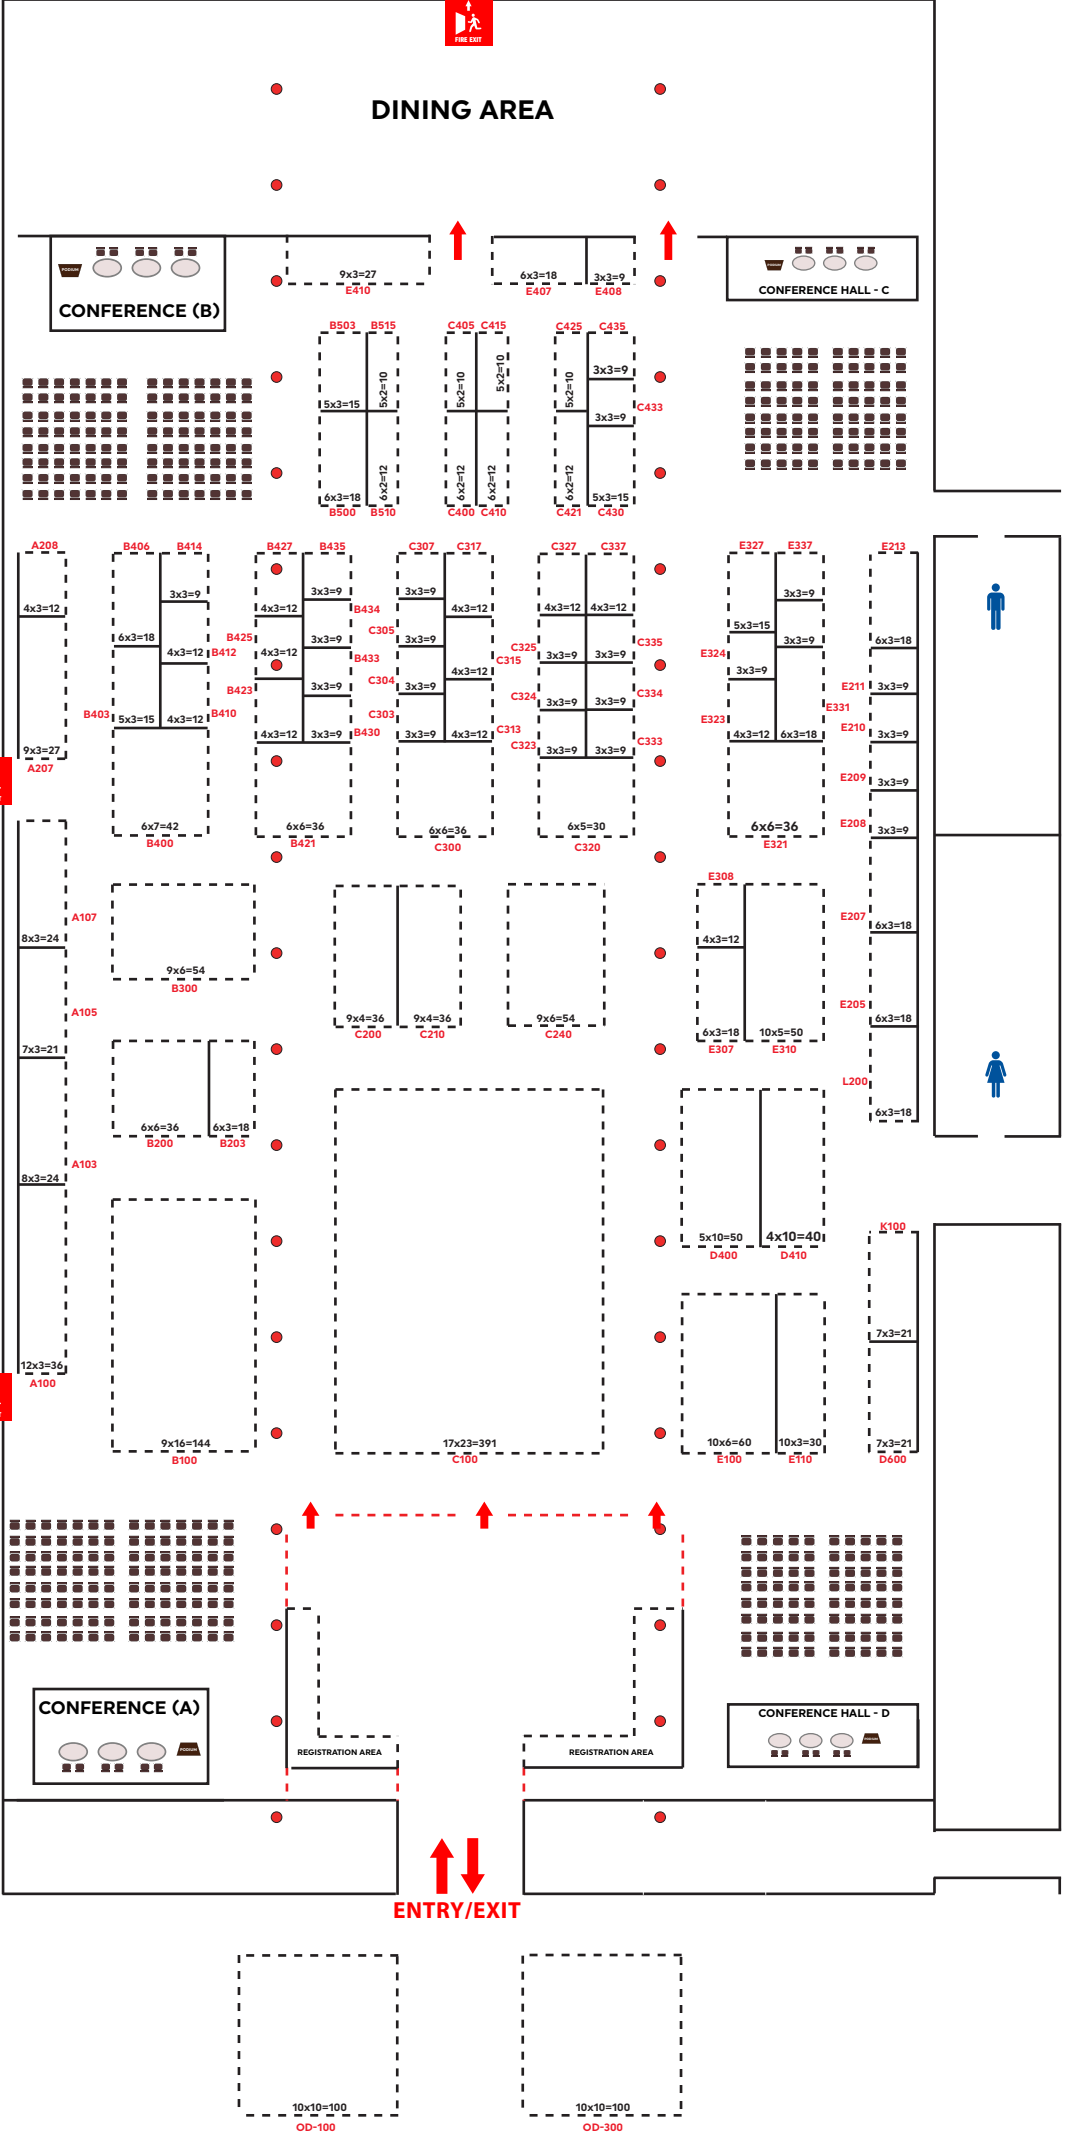 FIRE EXIT
DINING AREA
PODIUM
CONFERENCE (B)
9x3=27
E410
6x3=18
E407
3x3=9
E408
PODIUM
CONFERENCE HALL - C
B503 B515 C405 C415 C425 C435
5x3=15
5x2=10
5x2=10
5x2=10
5x2=10
3x3=9
C433
3x3=9
6x3=18
6x2=12
6x2=12
6x2=12
6x2=12
5x3=15
B500 B510 C400 C410 C421 C430
A208 B406 B414 B427 B435 C307 C317 C327 C337 E327 E337 E213
4x3=12
9x3=27
A207
3x3=9
6x3=18
4x3=12
B412
B403
5x3=15
4x3=12
B410
6x7=42
B400
3x3=9
4x3=12
B434
B425
3x3=9
4x3=12
B433
B423
3x3=9
4x3=12
3x3=9
B430
6x6=36
B421
3x3=9
4x3=12
C305
3x3=9
C315
C304
4x3=12
3x3=9
C303
C313
3x3=9
4x3=12
6x6=36
C300
4x3=12
4x3=12
C325
C335
3x3=9
3x3=9
C324
C334
3x3=9
3x3=9
C323
C333
3x3=9
3x3=9
6x5=30
C320
3x3=9
5x3=15
3x3=9
E324
3x3=9
E331
E323
4x3=12
6x3=18
6x6=36
E321
6x3=18
E211
3x3=9
E210
3x3=9
E209
3x3=9
E208
3x3=9
E207
6x3=18
E205
6x3=18
L200
6x3=18
A107
8x3=24
A105
7x3=21
A103
8x3=24
12x3=36
A100
9x6=54
B300
9x4=36
9x4=36
C200
C210
9x6=54
C240
E308
4x3=12
6x3=18
10x5=50
E307
E310
6x6=36
6x3=18
B200
B203
5x10=50
4x10=40
D400
D410
K100
7x3=21
7x3=21
D600
9x16=144
B100
17x23=391
C100
10x6=60
10x3=30
E100
E110
CONFERENCE (A)
PODIUM
REGISTRATION AREA
REGISTRATION AREA
CONFERENCE HALL - D
PODIUM
ENTRY/EXIT
10x10=100
OD-100
10x10=100
OD-300